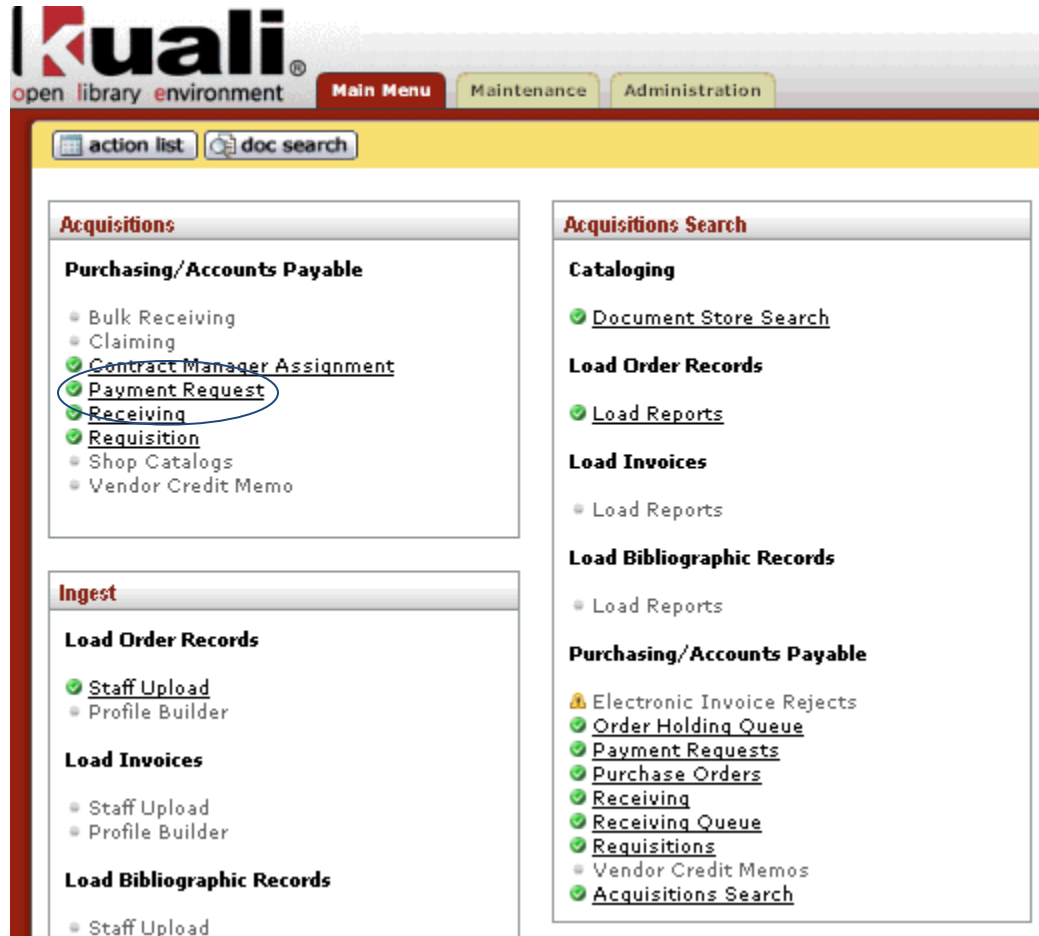 kuali®
open library environment
Main Menu
Maintenance
Administration
action list
doc search
Acquisitions
Purchasing/Accounts Payable
Bulk Receiving
Claiming
Contract Manager Assignment
Payment Request
Receiving
Requisition
Shop Catalogs
Vendor Credit Memo
Ingest
Load Order Records
Staff Upload
Profile Builder
Load Invoices
Staff Upload
Profile Builder
Load Bibliographic Records
Staff Upload
Acquisitions Search
Cataloging
Document Store Search
Load Order Records
Load Reports
Load Invoices
Load Reports
Load Bibliographic Records
Load Reports
Purchasing/Accounts Payable
Electronic Invoice Rejects
Order Holding Queue
Payment Requests
Purchase Orders
Receiving
Receiving Queue
Requisitions
Vendor Credit Memos
Acquisitions Search